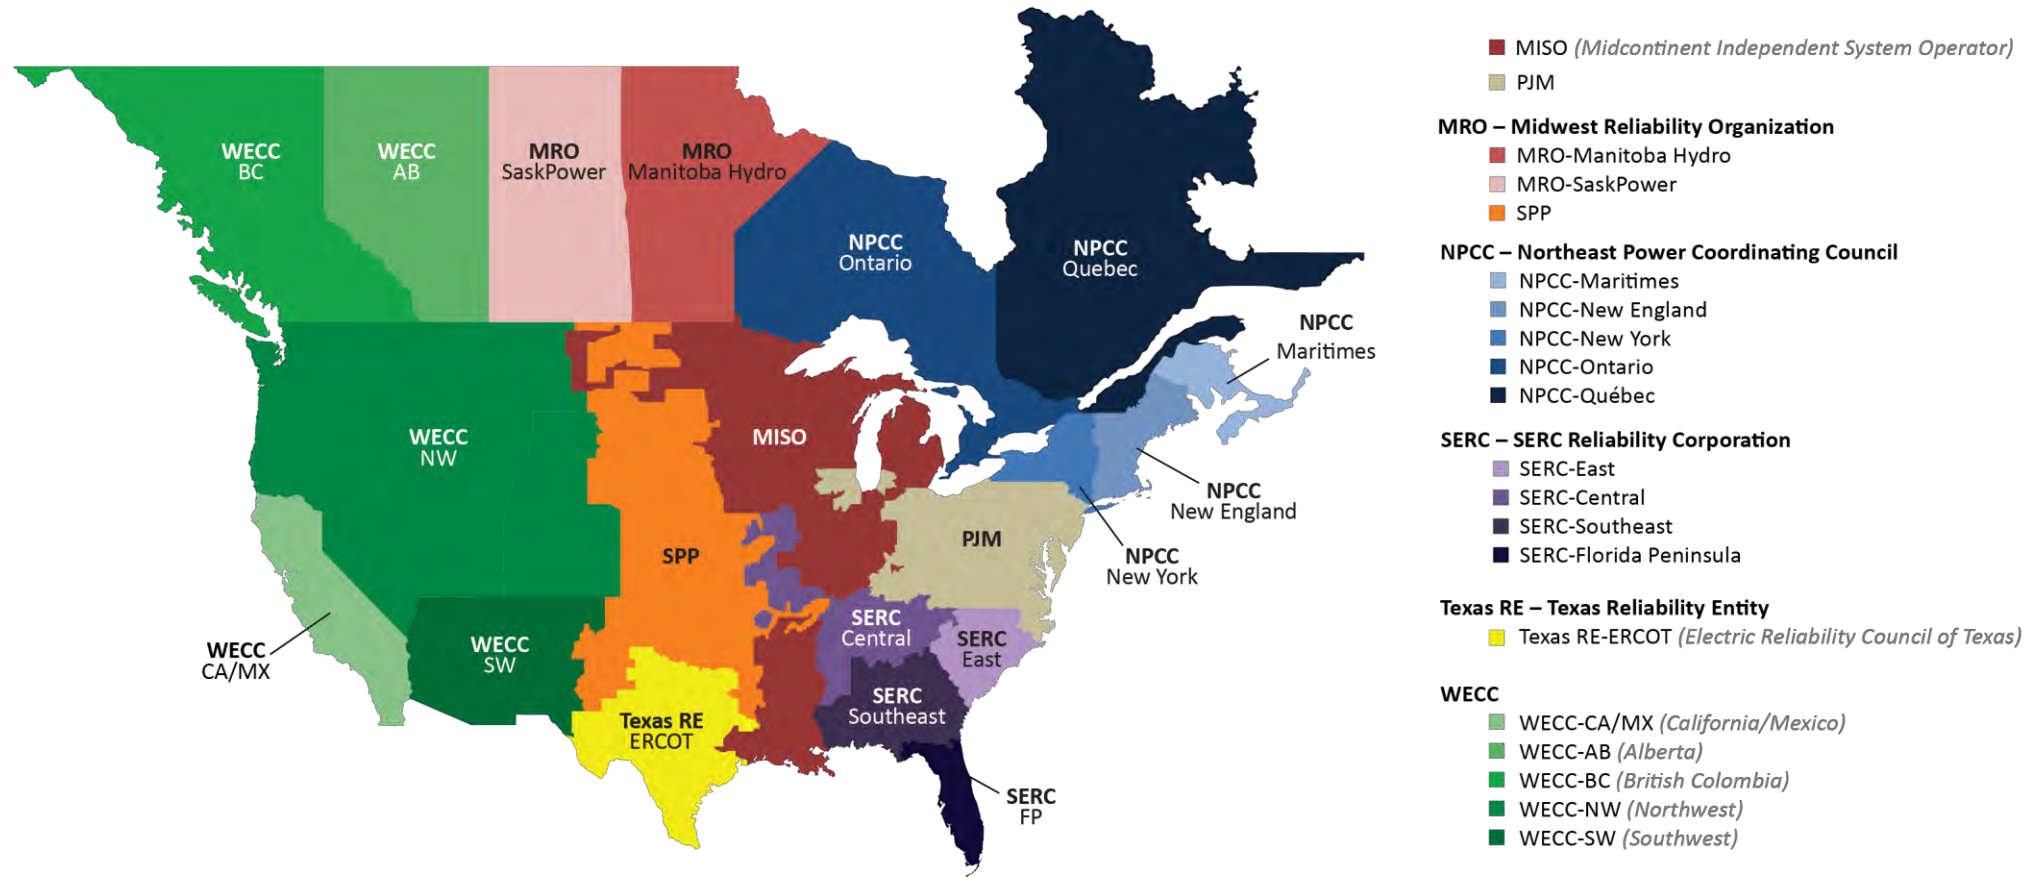 WECC
BC
WECC
AB
MRO
SaskPower
MRO
Manitoba Hydro
NPCC
Ontario
NPCC
Quebec
NPCC
Maritimes
WECC
NW
MISO
NPCC
New England
NPCC
New York
SPP
PJM
WECC
CA/MX
WECC
SW
SERC
Central
SERC
East
SERC
Southeast
Texas RE
ERCOT
SERC
FP
MISO (Midcontinent Independent System Operator)
PJM
MRO – Midwest Reliability Organization
MRO-Manitoba Hydro
MRO-SaskPower
SPP
NPCC – Northeast Power Coordinating Council
NPCC-Maritimes
NPCC-New England
NPCC-New York
NPCC-Ontario
NPCC-Québec
SERC – SERC Reliability Corporation
SERC-East
SERC-Central
SERC-Southeast
SERC-Florida Peninsula
Texas RE – Texas Reliability Entity
Texas RE-ERCOT (Electric Reliability Council of Texas)
WECC
WECC-CA/MX (California/Mexico)
WECC-AB (Alberta)
WECC-BC (British Colombia)
WECC-NW (Northwest)
WECC-SW (Southwest)